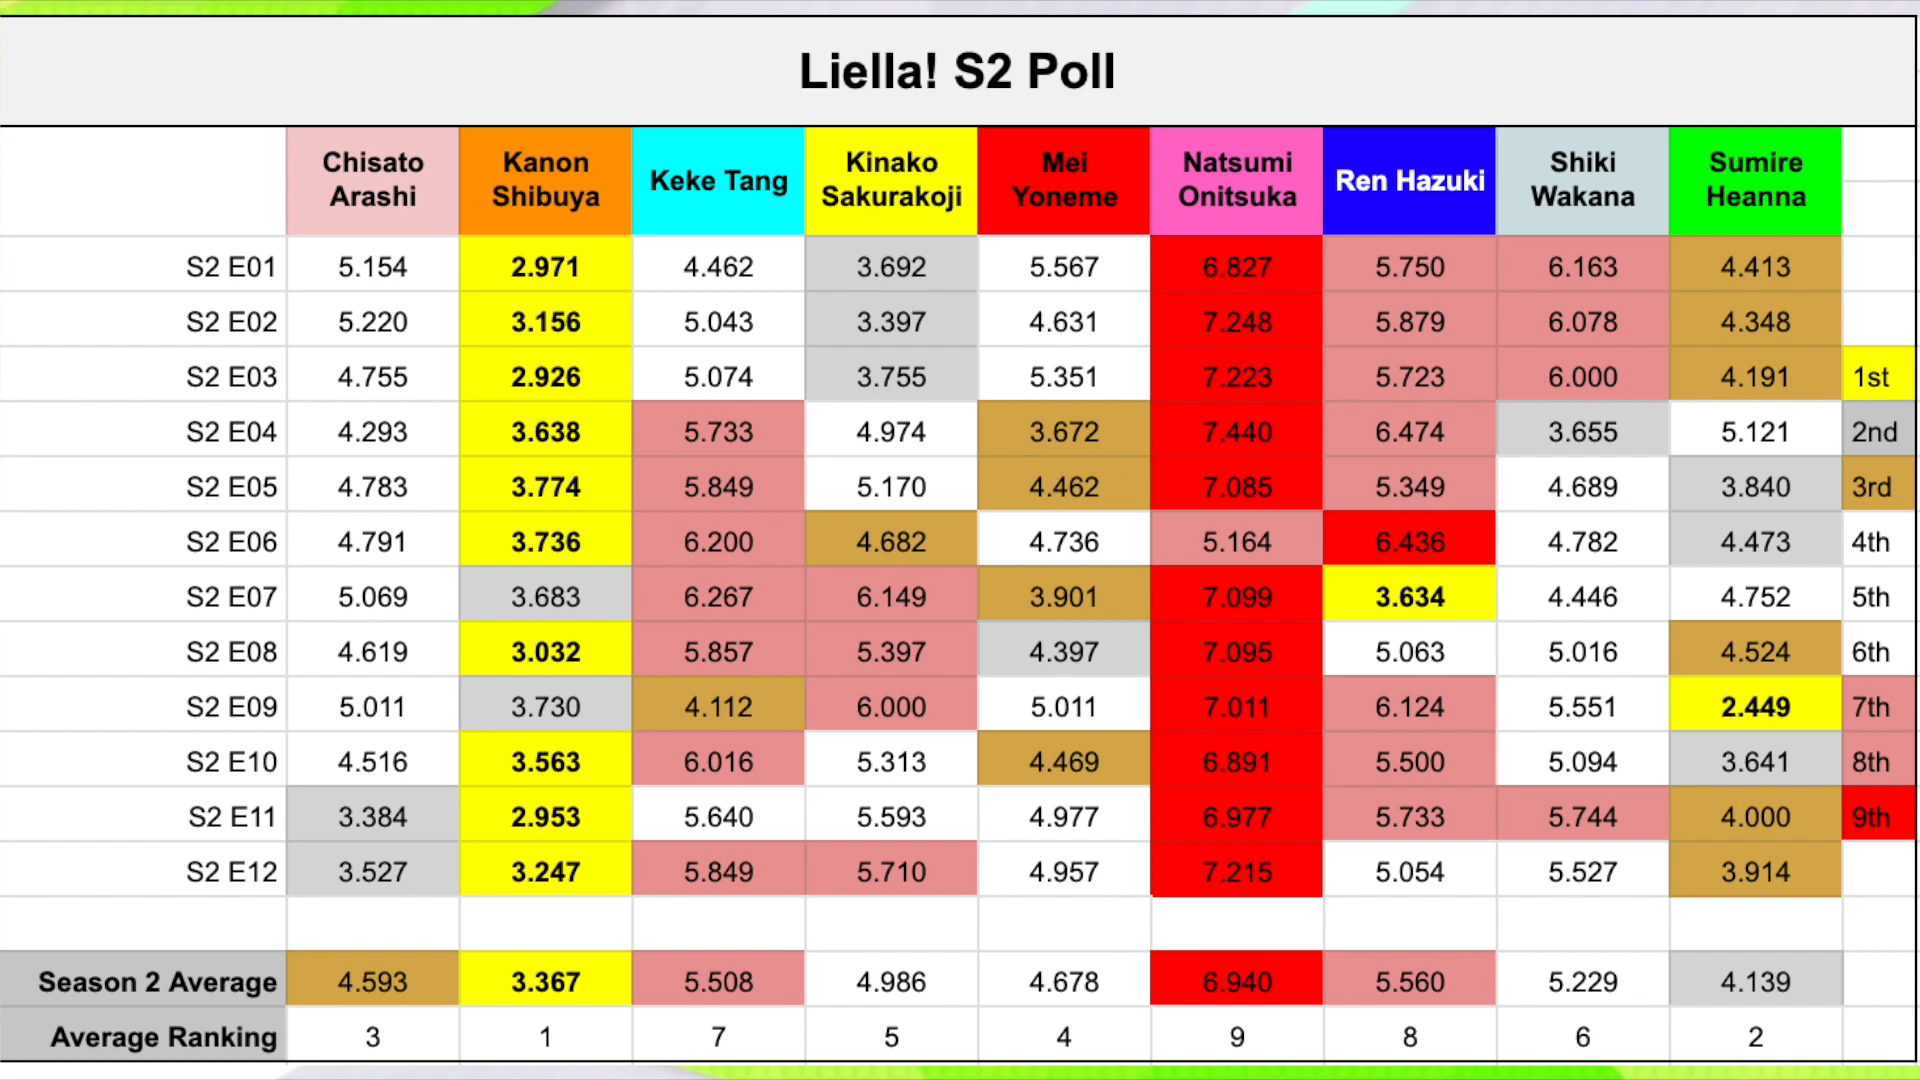 Liella! S2 Poll
Chisato Arashi Kanon Shibuya Keke Tang Kinako Sakurakoji Mei Yoneme Natsumi Onitsuka Ren Hazuki Shiki Wakana Sumire Heanna
S2 E01 5.154 2.971 4.462 3.692 5.567 6.827 5.750 6.163 4.413
S2 E02 5.220 3.156 5.043 3.397 4.631 7.248 5.879 6.078 4.348
S2 E03 4.755 2.926 5.074 3.755 5.351 7.223 5.723 6.000 4.191 1st
S2 E04 4.293 3.638 5.733 4.974 3.672 7.440 6.474 3.655 5.121 2nd
S2 E05 4.783 3.774 5.849 5.170 4.462 7.085 5.349 4.689 3.840 3rd
S2 E06 4.791 3.736 6.200 4.682 4.736 5.164 6.436 4.782 4.473 4th
S2 E07 5.069 3.683 6.267 6.149 3.901 7.099 3.634 4.446 4.752 5th
S2 E08 4.619 3.032 5.857 5.397 4.397 7.095 5.063 5.016 4.524 6th
S2 E09 5.011 3.730 4.112 6.000 5.011 7.011 6.124 5.551 2.449 7th
S2 E10 4.516 3.563 6.016 5.313 4.469 6.891 5.500 5.094 3.641 8th
S2 E11 3.384 2.953 5.640 5.593 4.977 6.977 5.733 5.744 4.000 9th
S2 E12 3.527 3.247 5.849 5.710 4.957 7.215 5.054 5.527 3.914
Season 2 Average 4.593 3.367 5.508 4.986 4.678 6.940 5.560 5.229 4.139
Average Ranking 3 1 7 5 4 9 8 6 2